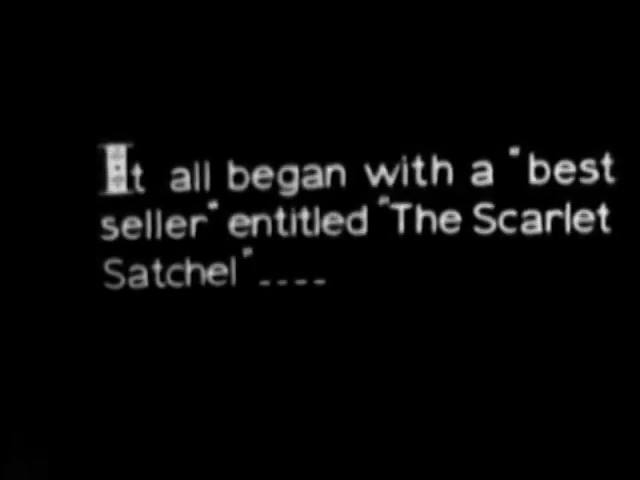 It all began with a "best
seller" entitled "The Scarlet
Satchel"----